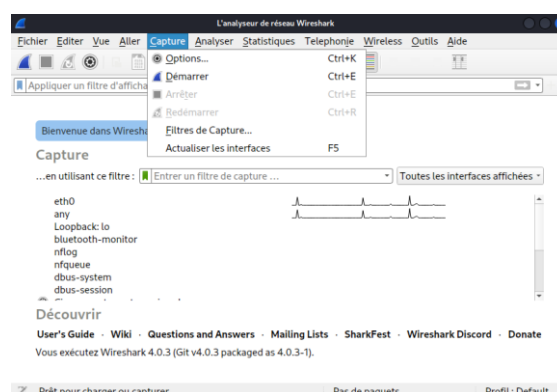 L'analyseur de réseau Wireshark
Fichier Editer Vue Aller Capture Analyser Statistiques Telephonie Wireless Outils Aide
Options... Ctrl+K
Démarrer Ctrl+E
Arrêter Ctrl+E
Redémarrer Ctrl+R
Filtres de Capture...
Actualiser les interfaces F5
Appliquer un filtre d'afficha
Bienvenue dans Wiresha
Capture
...en utilisant ce filtre : Entrer un filtre de capture ... Toutes les interfaces affichées
eth0
any
Loopback: lo
bluetooth-monitor
nflog
nfqueue
dbus-system
dbus-session
Découvrir
User's Guide · Wiki · Questions and Answers · Mailing Lists · SharkFest · Wireshark Discord · Donate
Vous exécutez Wireshark 4.0.3 (Git v4.0.3 packaged as 4.0.3-1).
Prêt pour charger ou capturer Pas de paquets Profil : Default